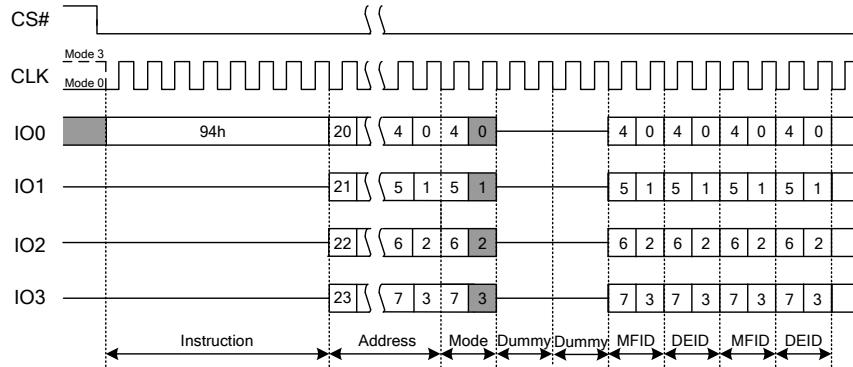 CS#
Mode 3
CLK
Mode 0
IO0 94h 20 4 0 4 0 4 0 4 0 4 0 4 0
IO1 21 5 1 5 1 5 1 5 1 5 1 5 1
IO2 22 6 2 6 2 6 2 6 2 6 2 6 2
IO3 23 7 3 7 3 7 3 7 3 7 3 7 3
Instruction Address Mode Dummy Dummy MFID DEID MFID DEID